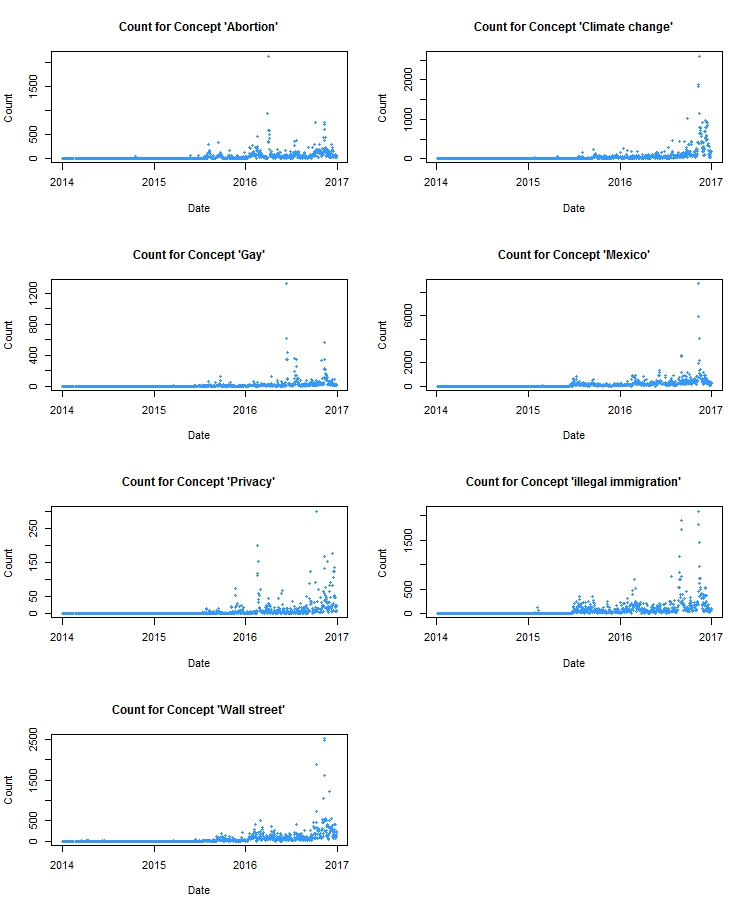 Count for Concept 'Abortion'
Count
0 500 1500
2014 2015 2016 2017
Date
Count for Concept 'Climate change'
Count
0 1000 2000
2014 2015 2016 2017
Date
Count for Concept 'Gay'
Count
0 400 800 1200
2014 2015 2016 2017
Date
Count for Concept 'Mexico'
Count
0 2000 6000
2014 2015 2016 2017
Date
Count for Concept 'Privacy'
Count
0 50 150 250
2014 2015 2016 2017
Date
Count for Concept 'illegal immigration'
Count
0 500 1500
2014 2015 2016 2017
Date
Count for Concept 'Wall street'
Count
0 500 1500 2500
2014 2015 2016 2017
Date